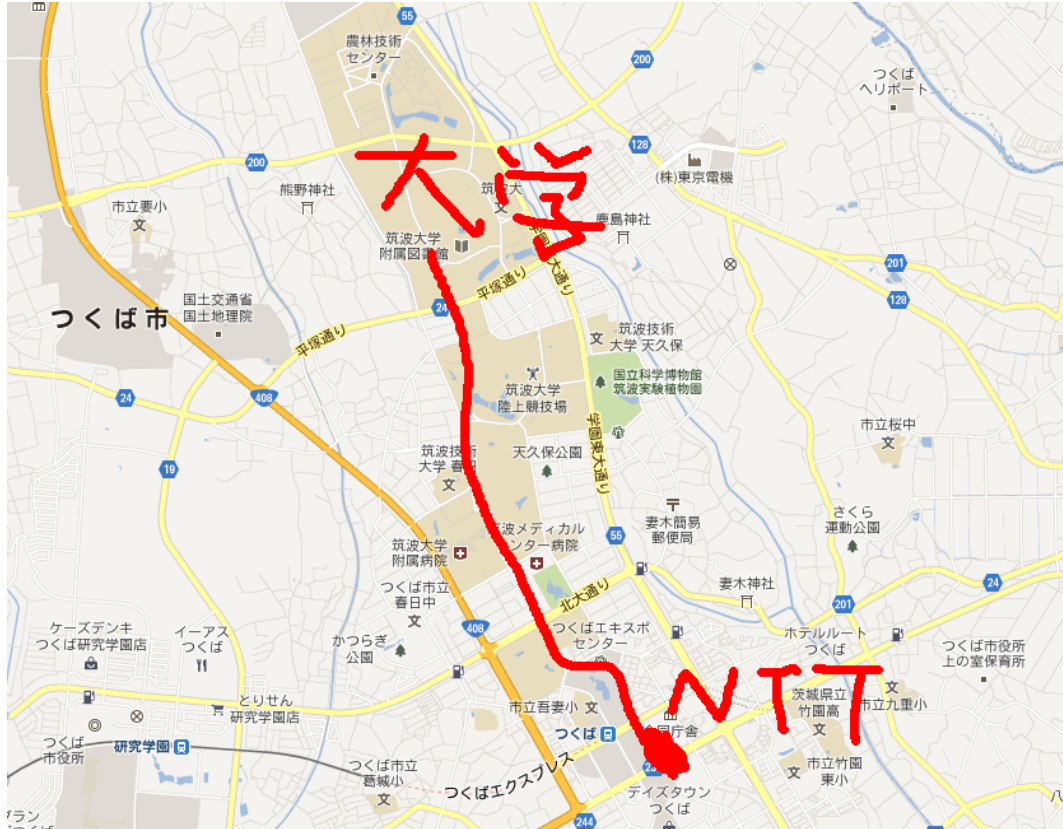 55
農林技術
センター
200
つくば
ヘリポート
128
(株)東京電機
大学
200
熊野神社
筑波大
市立要小
鹿島神社
筑波大学
附属図書館
201
平塚通り
24
128
国土交通省
国土地理院
つくば市
平塚通り
筑波技術
大学 天久保
国立科学博物館
筑波実験植物園
筑波大学
陸上競技場
24
408
学園東大通り
市立桜中
筑波技術
大学 春日
天久保公園
19
さくら
運動公園
妻木簡易
郵便局
筑波メディカル
センター病院
55
筑波大学
附属病院
つくば市立
春日中
北大通り
妻木神社
24
201
408
ケーズデンキ
つくば研究学園店
イーアス
つくば
かつらぎ
公園
つくばエキスポ
センター
ホテルルート
つくば
つくば市役所
上の室保育所
NTT
とりせん
研究学園店
市立吾妻小
茨城県立
竹園高
市立九重小
つくば
市役所
研究学園
つくば
つくば市立
葛城小
つくばエクスプレス
市立竹園
東小
デイズタウン
つくば
244